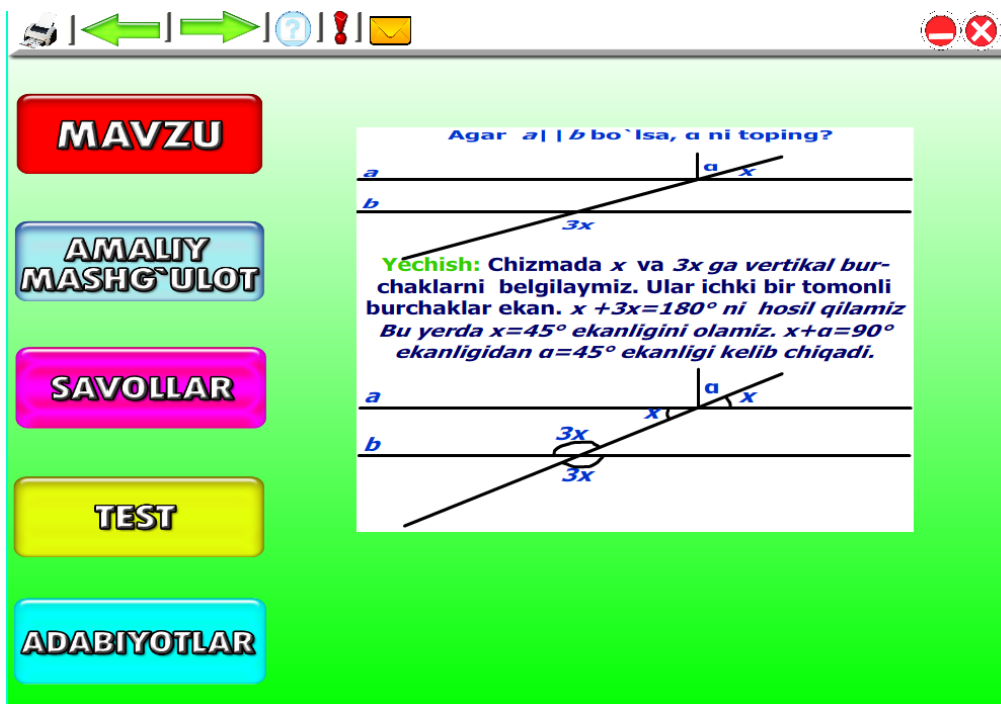 MAVZU
AMALIY
MASHG`ULOT
SAVOLLAR
TEST
ADABIYOTLAR
Agar a| | b bo`lsa, ɑ ni toping?
ɑ x
a
b
3x
Yechish: Chizmada x va 3x ga vertikal bur-
chaklarni belgilaymiz. Ular ichki bir tomonli
burchaklar ekan. x +3x=180° ni hosil qilamiz
Bu yerda x=45° ekanligini olamiz. x+ɑ=90°
ekanligidan ɑ=45° ekanligi kelib chiqadi.
ɑ
a x
x
3x
b
3x